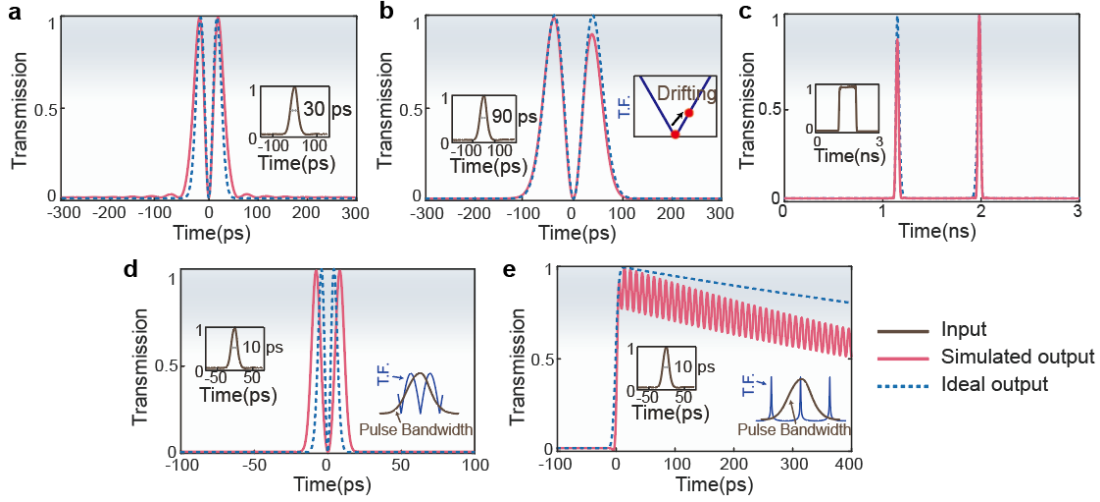 a
Transmission
1
0.5
0
-300 -200 -100 0 100 200 300
Time(ps)
1
0
30 ps
-100 100
Time(ps)
b
Transmission
1
0.5
0
-300 -200 -100 0 100 200 300
Time(ps)
1
0
90 ps
-100 100
Time(ps)
T.F.
Drifting
c
Transmission
1
0.5
0
0 1 2 3
Time(ns)
1
0
0 3
Time(ns)
d
Transmission
1
0.5
0
-100 -50 0 50 100
Time(ps)
1
0
10 ps
-50 50
Time(ps)
T.F.
Pulse Bandwidth
e
Transmission
1
0.5
0
-100 0 100 200 300 400
Time(ps)
1
0
10 ps
-50 50
Time(ps)
T.F.
Pulse Bandwidth
Input
Simulated output
Ideal output